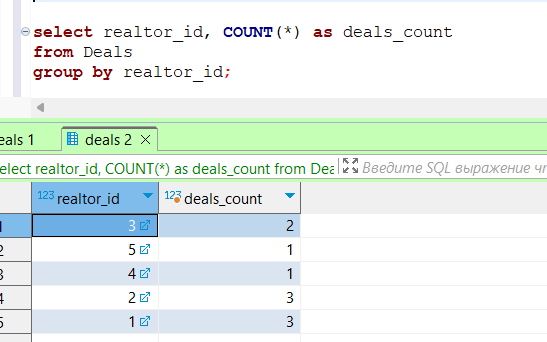 select realtor_id, COUNT(*) as deals_count
from Deals
group by realtor_id;
eals 1 deals 2
elect realtor_id, COUNT(*) as deals_count from Dea Введите SQL выражение чт
123 realtor_id 123 deals_count
1 3 2
2 5 1
3 4 1
4 2 3
5 1 3